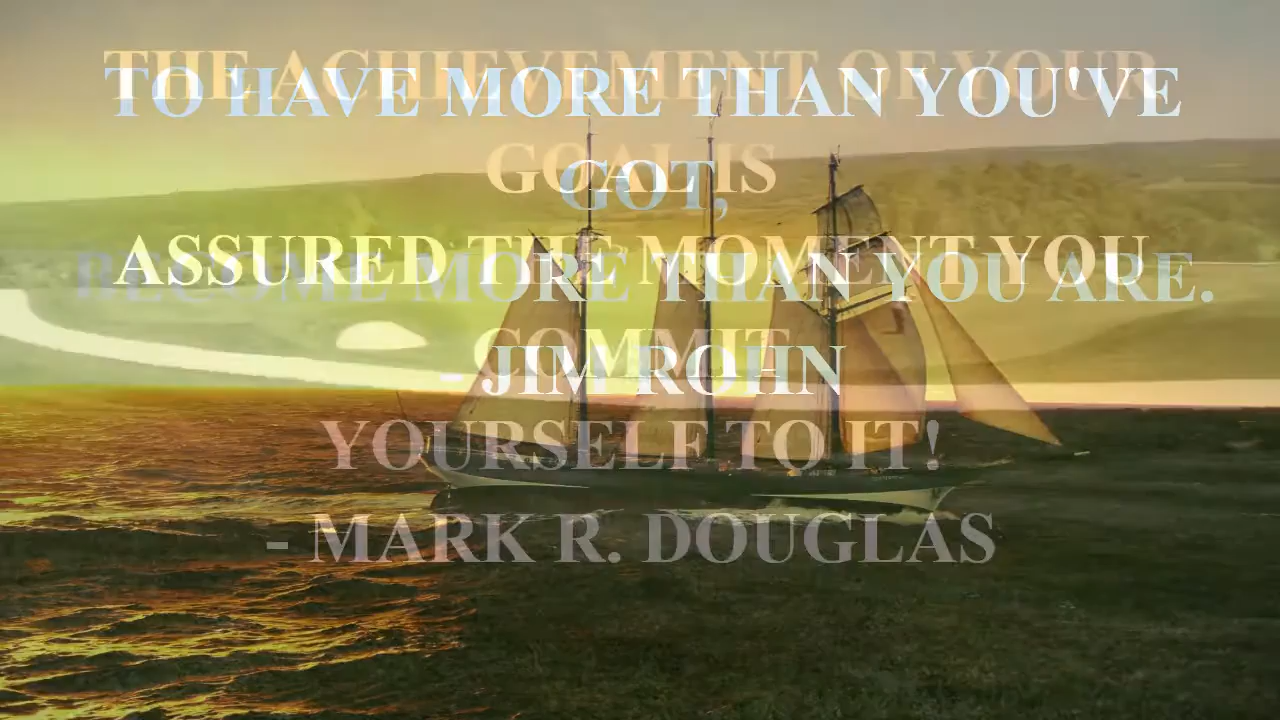 THE ACHIEVEMENT OF YOUR
GOAL IS
ASSURED THE MOMENT YOU
COMMIT
YOURSELF TO IT!
- MARK R. DOUGLAS
TO HAVE MORE THAN YOU'VE
GOT,
BECOME MORE THAN YOU ARE.
- JIM ROHN